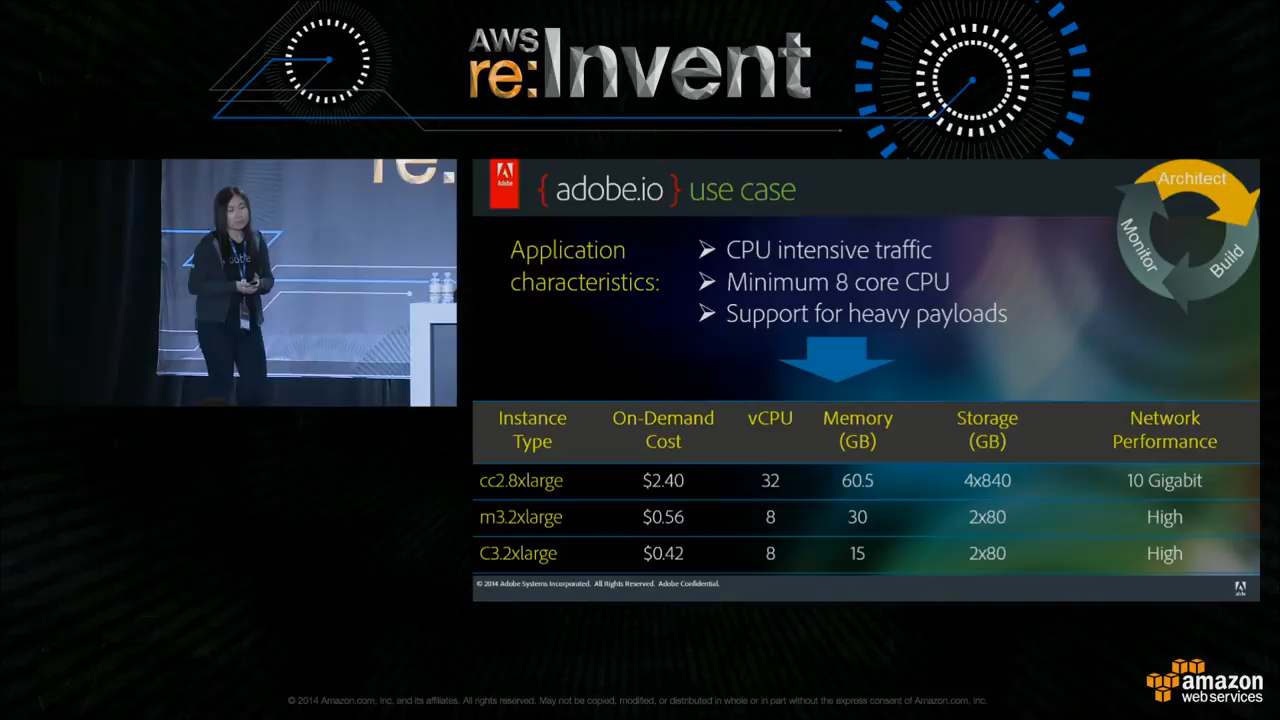 AWS
re:Invent
re:
Adobe
{ adobe.io } use case
Architect
Build
Monitor
Application
characteristics:
➢ CPU intensive traffic
➢ Minimum 8 core CPU
➢ Support for heavy payloads
Instance Type On-Demand Cost vCPU Memory (GB) Storage (GB) Network Performance
cc2.8xlarge $2.40 32 60.5 4x840 10 Gigabit
m3.2xlarge $0.56 8 30 2x80 High
C3.2xlarge $0.42 8 15 2x80 High
© 2014 Adobe Systems Incorporated. All Rights Reserved. Adobe Confidential.
amazon
web services
© 2014 Amazon.com, Inc. and its affiliates. All rights reserved. May not be copied, modified, or distributed in whole or in part without the express consent of Amazon.com, Inc.